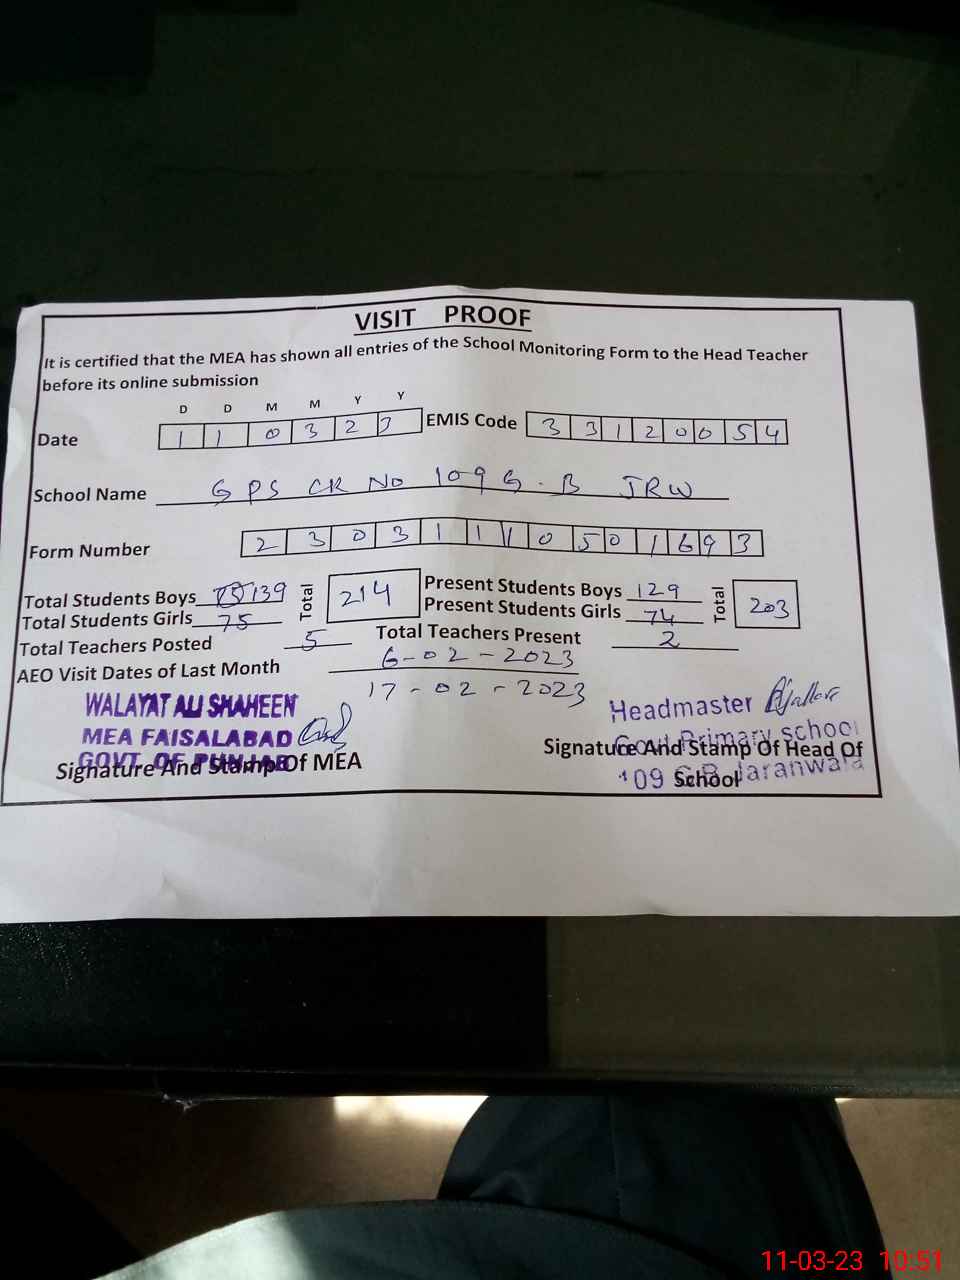 VISIT PROOF
It is certified that the MEA has shown all entries of the School Monitoring Form to the Head Teacher
before its online submission
D D M M Y Y
Date 1 1 0 3 2 3 EMIS Code 3 3 1 2 0 0 5 4
School Name G PS CR No 109 G.B JRW
Form Number 2 3 0 3 1 1 1 0 5 0 1 6 9 3
Total Students Boys 139 Total 214 Present Students Boys 129 Total 203
Total Students Girls 75 Present Students Girls 74
Total Teachers Posted 5 Total Teachers Present 2
AEO Visit Dates of Last Month 6-02-2023
17-02-2023
WALAYAT ALI SHAHEEN
MEA FAISALABAD
GOVT. OF PUNJAB
Signature And Stamp Of MEA
Headmaster
Govt Primary school
Signature And Stamp Of Head Of
School
109 G.B Jaranwala
11-03-23 10:51